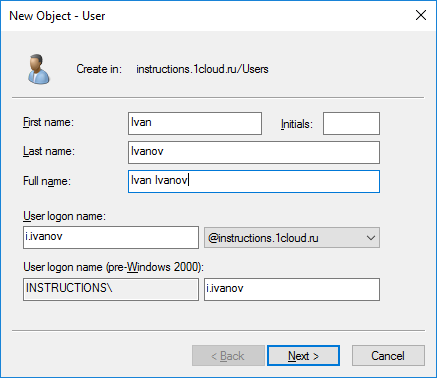 New Object - User
Create in: instructions.1cloud.ru/Users
First name: Ivan Initials:
Last name: Ivanov
Full name: Ivan Ivanov
User logon name:
i.ivanov @instructions.1cloud.ru
User logon name (pre-Windows 2000):
INSTRUCTIONS\ i.ivanov
< Back Next > Cancel